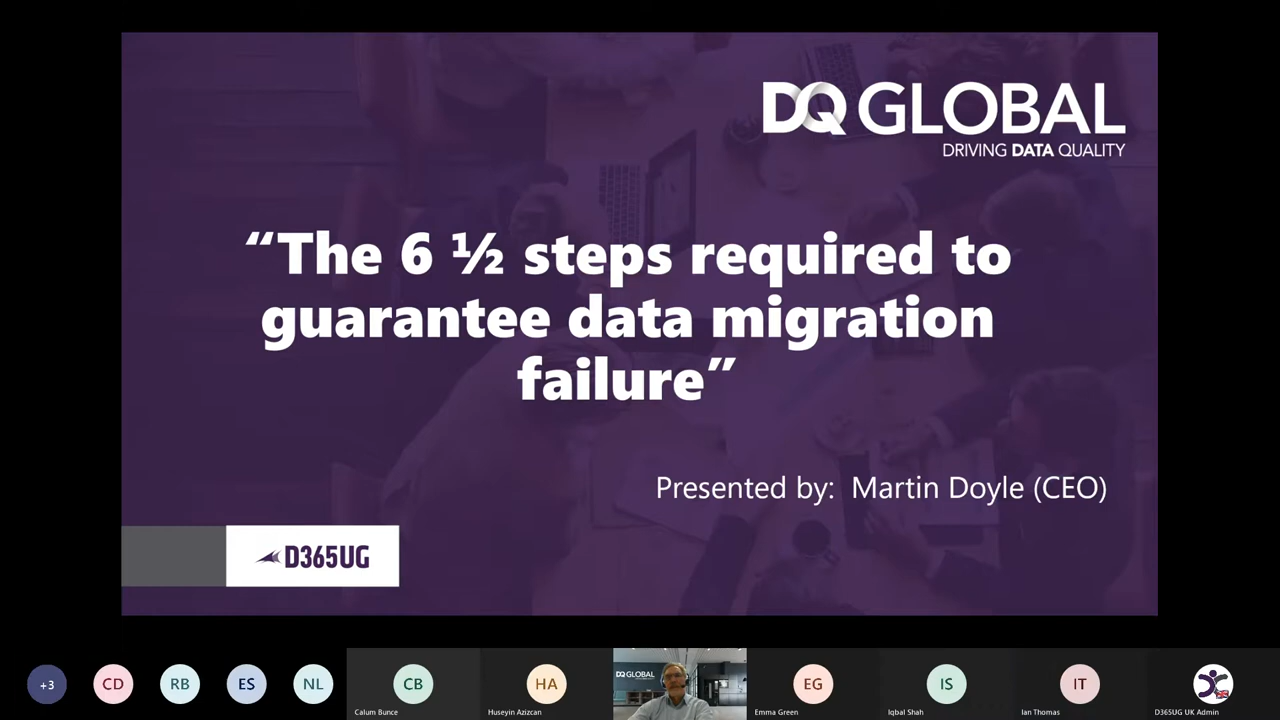 DQ GLOBAL
DRIVING DATA QUALITY
“The 6 ½ steps required to
guarantee data migration
failure”
Presented by: Martin Doyle (CEO)
D365UG
+3
CD
RB
ES
NL
CB
Calum Bunce
HA
Huseyin Azizcan
DQ GLOBAL
EG
Emma Green
IS
Iqbal Shah
IT
Ian Thomas
D365UG UK Admin